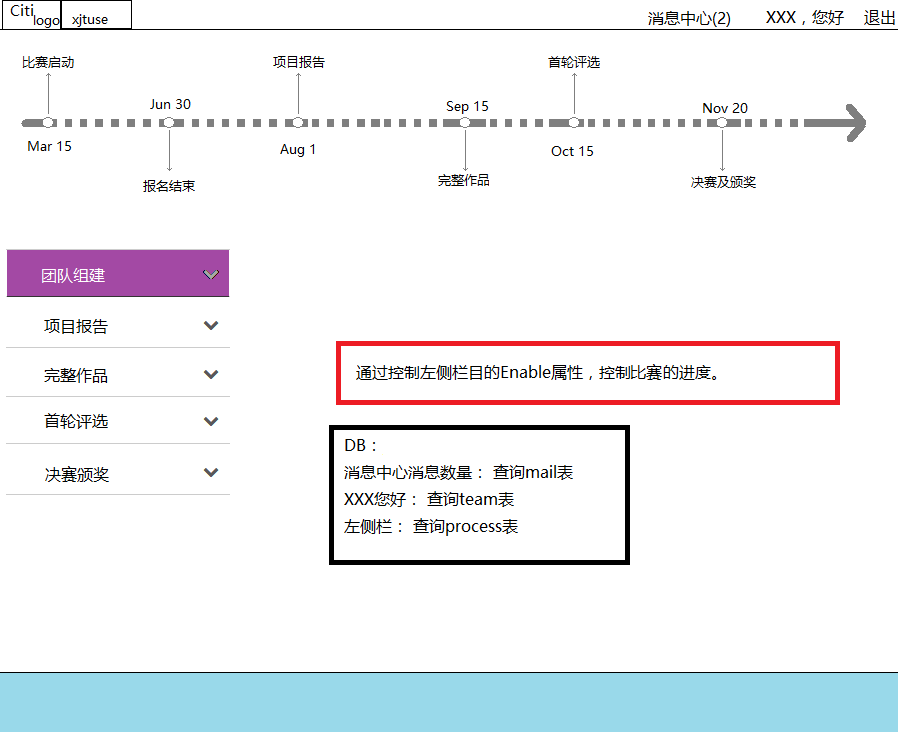 Citi
logo
xjtuse
消息中心(2)
XXX，您好
退出
比赛启动
项目报告
首轮评选
Jun 30
Sep 15
Nov 20
Mar 15
Aug 1
Oct 15
报名结束
完整作品
决赛及颁奖
团队组建
项目报告
完整作品
首轮评选
决赛颁奖
通过控制左侧栏目的Enable属性，控制比赛的进度。
DB：
消息中心消息数量： 查询mail表
XXX您好： 查询team表
左侧栏： 查询process表